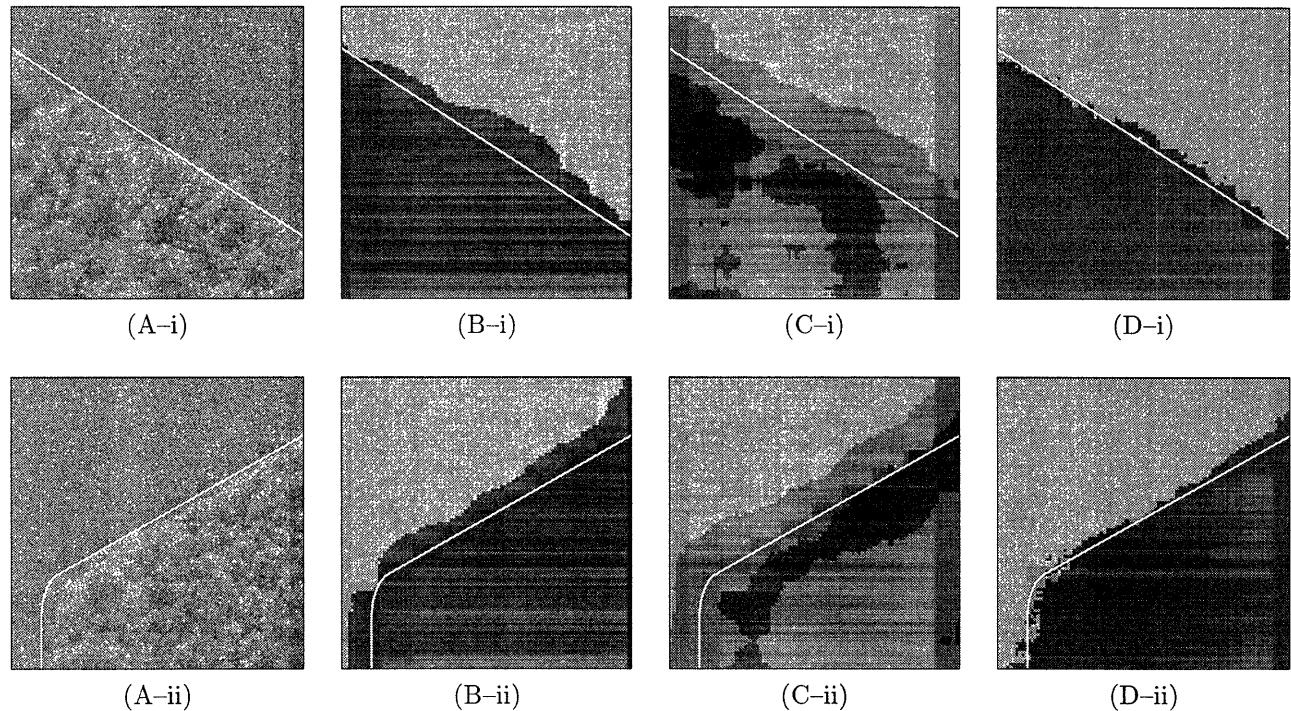 (A–i) (B–i) (C–i) (D–i)
(A–ii) (B–ii) (C–ii) (D–ii)